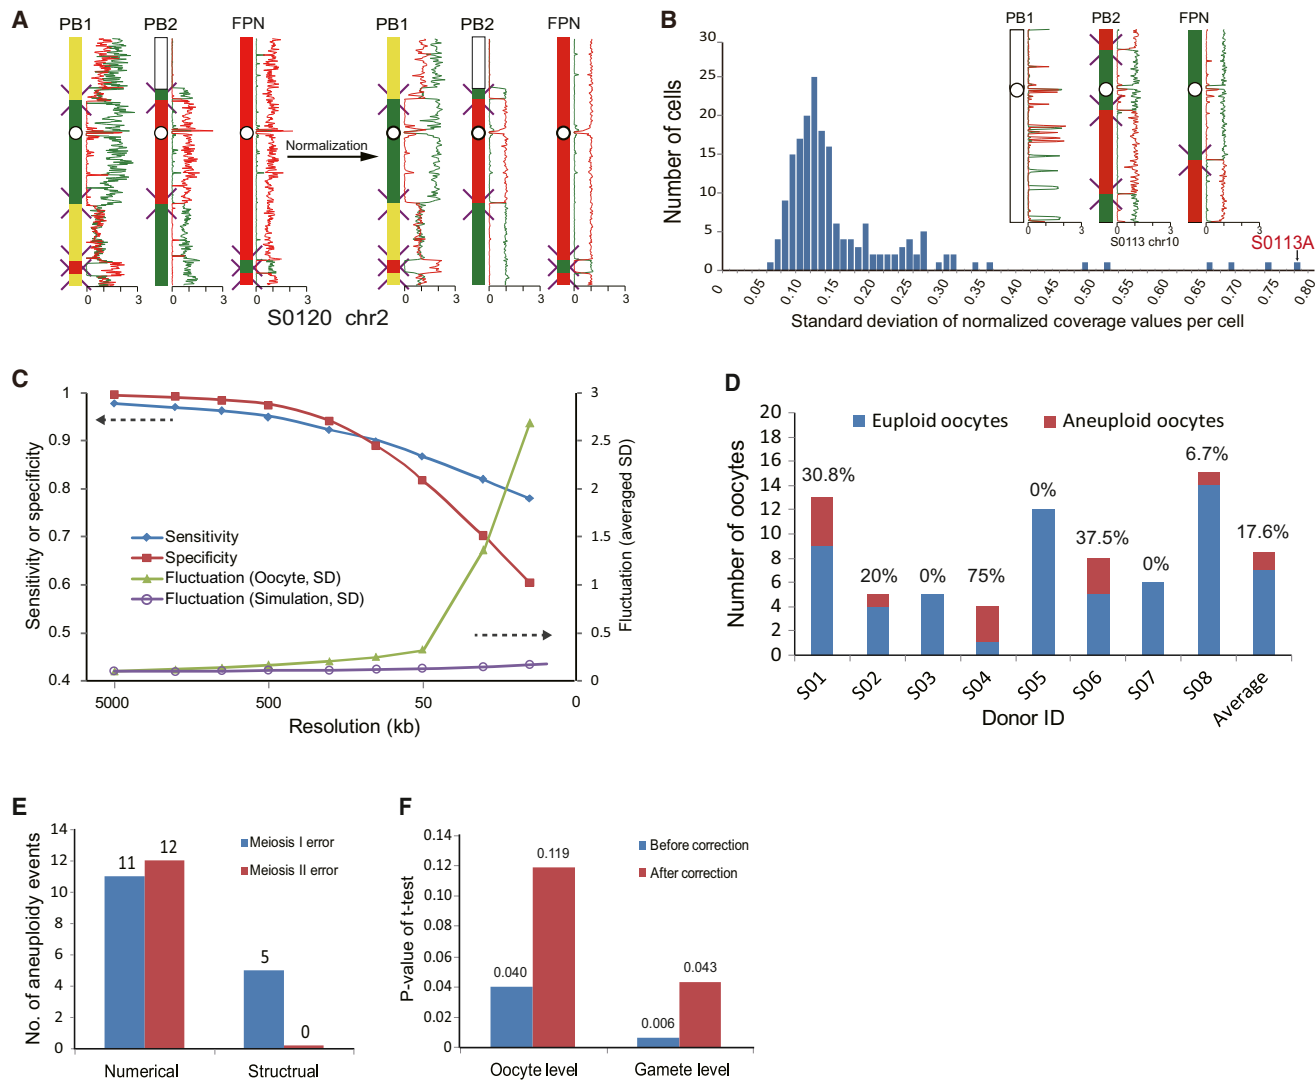 A
PB1 PB2 FPN
Normalization
PB1 PB2 FPN
0 3 0 3 0 3
0 3 0 3 0 3
S0120 chr2
B
Number of cells
30
25
20
15
10
5
0
0 0.05 0.10 0.15 0.20 0.25 0.30 0.35 0.40 0.45 0.50 0.55 0.60 0.65 0.70 0.75 0.80
Standard deviation of normalized coverage values per cell
PB1 PB2 FPN
0 3 0 3 0 3
S0113 chr10
S0113A
C
Sensitivity or specificity
1
0.9
0.8
0.7
0.6
0.5
0.4
Sensitivity
Specificity
Fluctuation (Oocyte, SD)
Fluctuation (Simulation, SD)
3
2.5
2
1.5
1
0.5
0
Fluctuation (averaged SD)
5000 500 50 0
Resolution (kb)
D
Number of oocytes
20
18
16
14
12
10
8
6
4
2
0
Euploid oocytes Aneuploid oocytes
30.8% 20% 0% 75% 0% 37.5% 0% 6.7% 17.6%
S01 S02 S03 S04 S05 S06 S07 S08 Average
Donor ID
E
No. of aneuploidy events
14
12
10
8
6
4
2
0
Meiosis I error
Meiosis II error
11 12 5 0
Numerical Structrual
F
P-value of t-test
0.14
0.12
0.10
0.08
0.06
0.04
0.02
0
Before correction
After correction
0.040 0.119 0.006 0.043
Oocyte level Gamete level